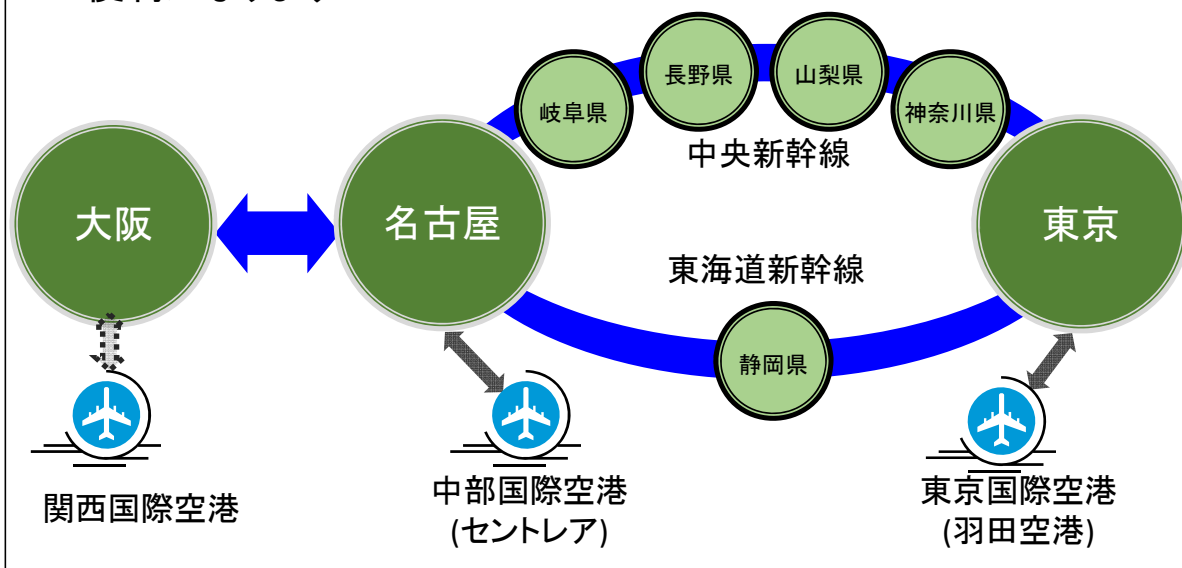 長野県
山梨県
岐阜県
神奈川県
中央新幹線
大阪
名古屋
東京
東海道新幹線
静岡県
関西国際空港
中部国際空港
(セントレア)
東京国際空港
(羽田空港)